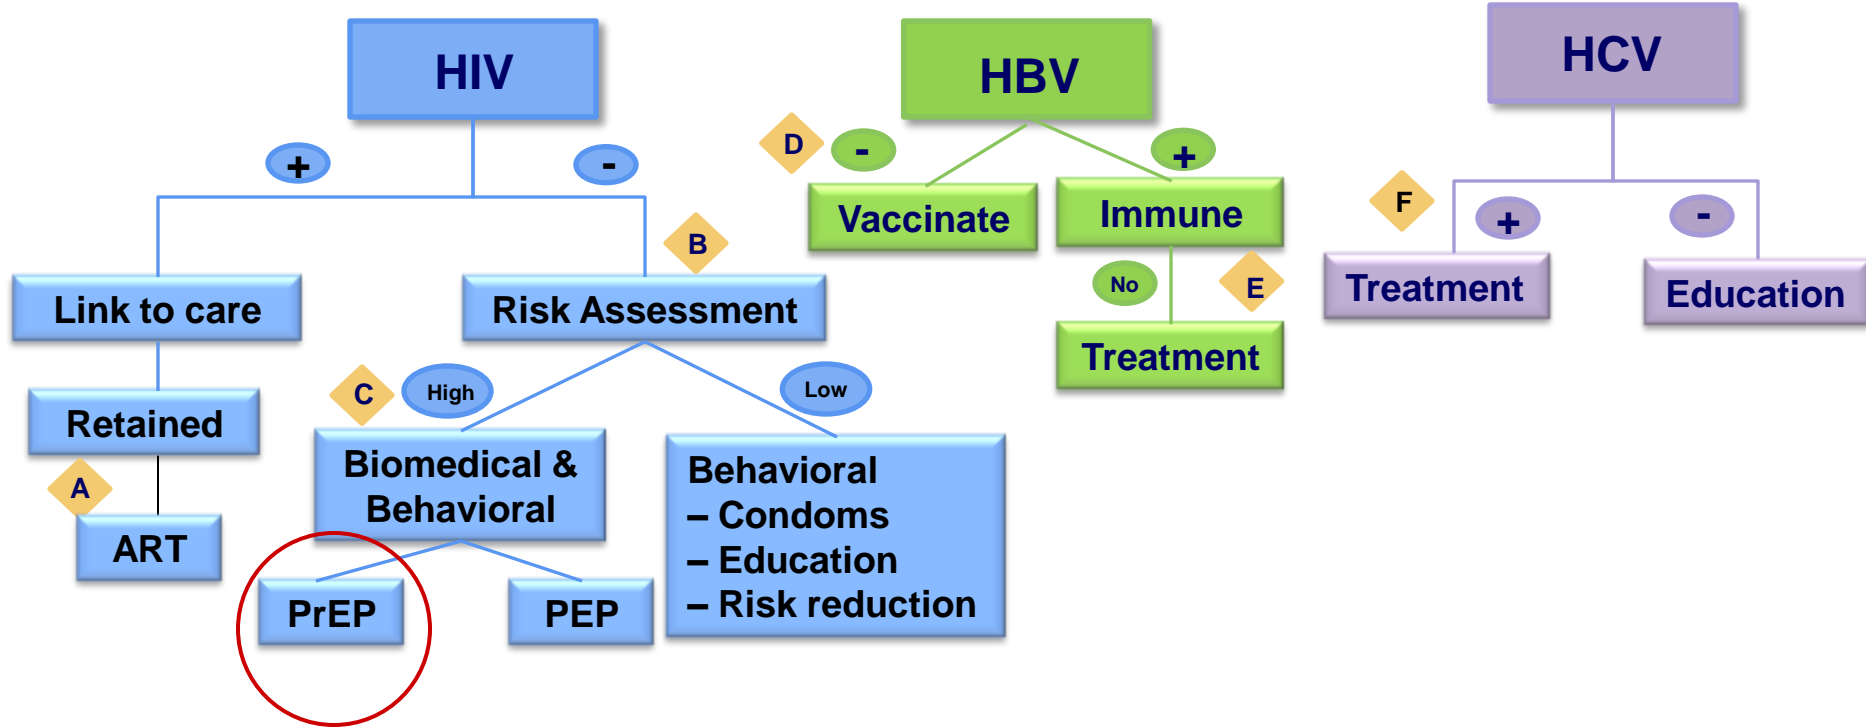 HIV
+
-
Link to care
Retained
A
ART
B
Risk Assessment
C
High
Low
Biomedical &
Behavioral
PrEP
PEP
Behavioral
– Condoms
– Education
– Risk reduction
HBV
D
-
+
Vaccinate
Immune
No
E
Treatment
HCV
F
+
-
Treatment
Education